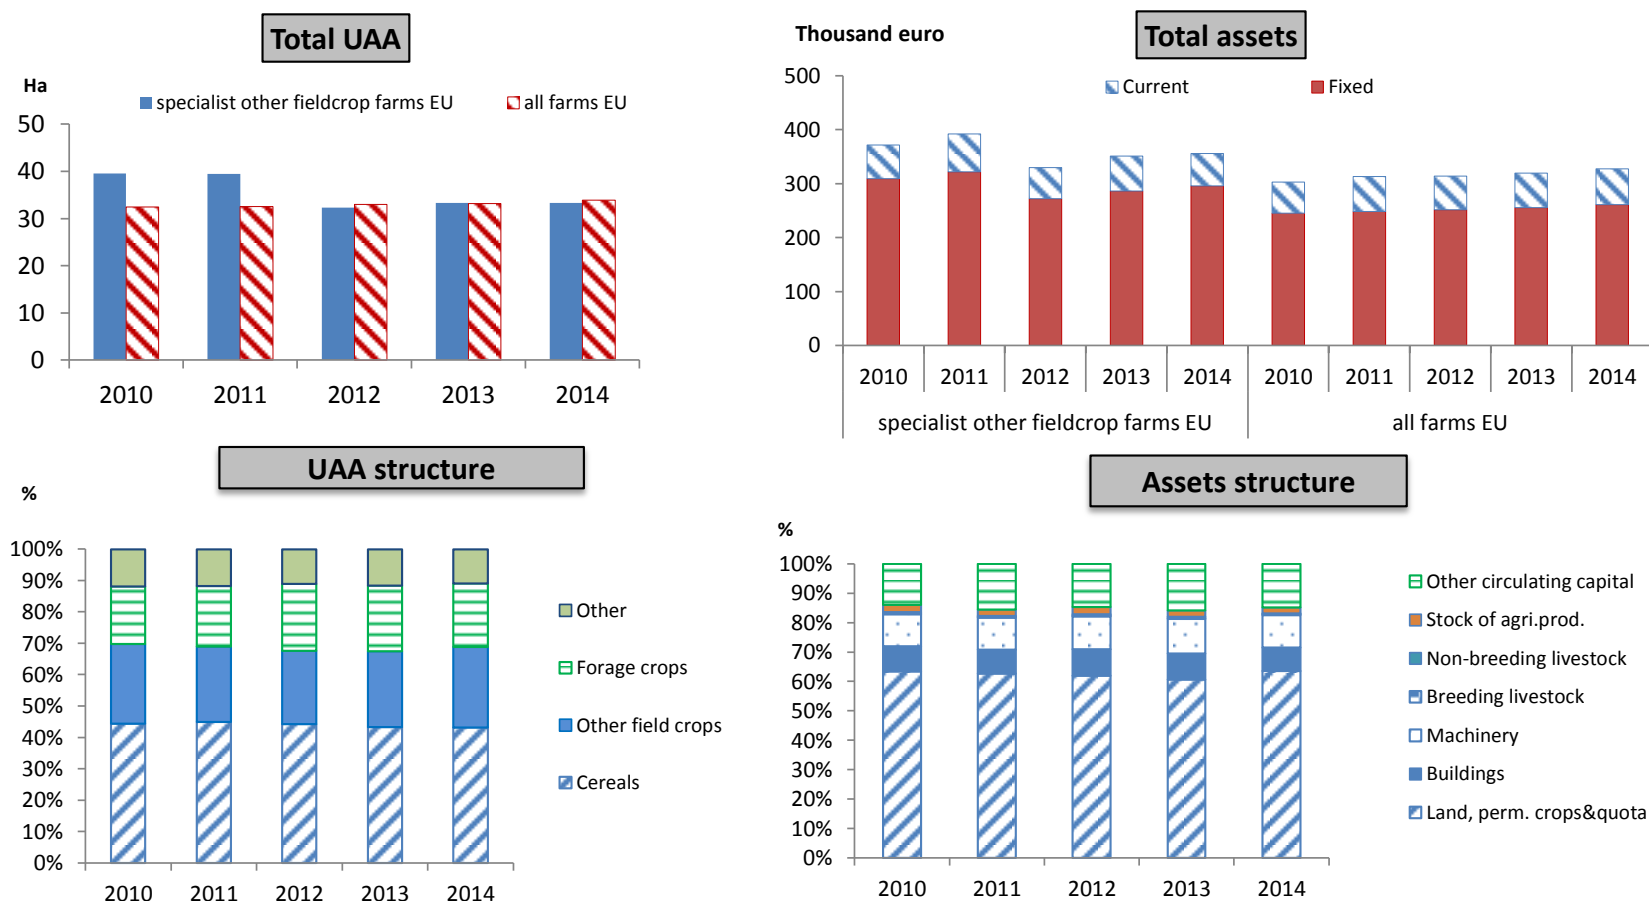 Total UAA
Ha
specialist other fieldcrop farms EU
all farms EU
50
40
30
20
10
0
2010 2011 2012 2013 2014
Thousand euro
Total assets
Current
Fixed
500
400
300
200
100
0
2010 2011 2012 2013 2014 2010 2011 2012 2013 2014
specialist other fieldcrop farms EU
all farms EU
UAA structure
%
100%
90%
80%
70%
60%
50%
40%
30%
20%
10%
0%
2010 2011 2012 2013 2014
Other
Forage crops
Other field crops
Cereals
Assets structure
%
100%
90%
80%
70%
60%
50%
40%
30%
20%
10%
0%
2010 2011 2012 2013 2014
Other circulating capital
Stock of agri.prod.
Non-breeding livestock
Breeding livestock
Machinery
Buildings
Land, perm. crops&quota